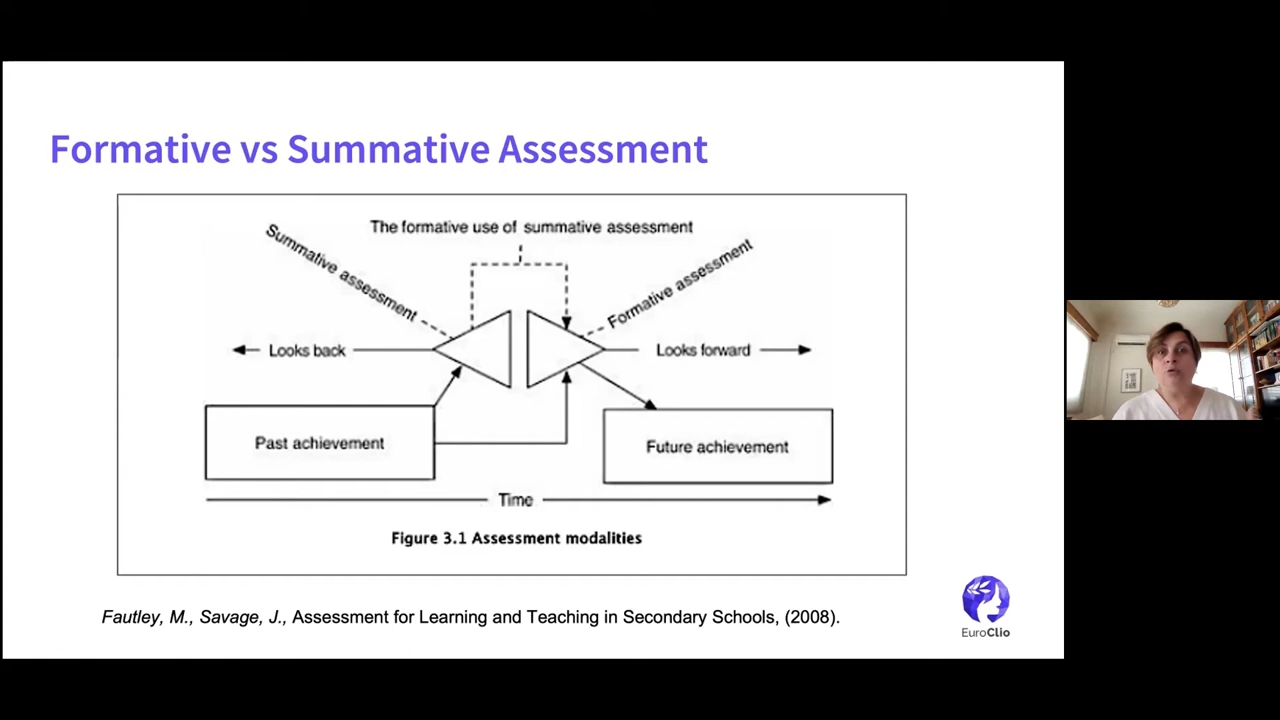 Formative vs Summative Assessment
The formative use of summative assessment
Summative assessment
Formative assessment
Looks back
Looks forward
Past achievement
Future achievement
Time
Figure 3.1 Assessment modalities
Fautley, M., Savage, J., Assessment for Learning and Teaching in Secondary Schools, (2008).
EuroClio